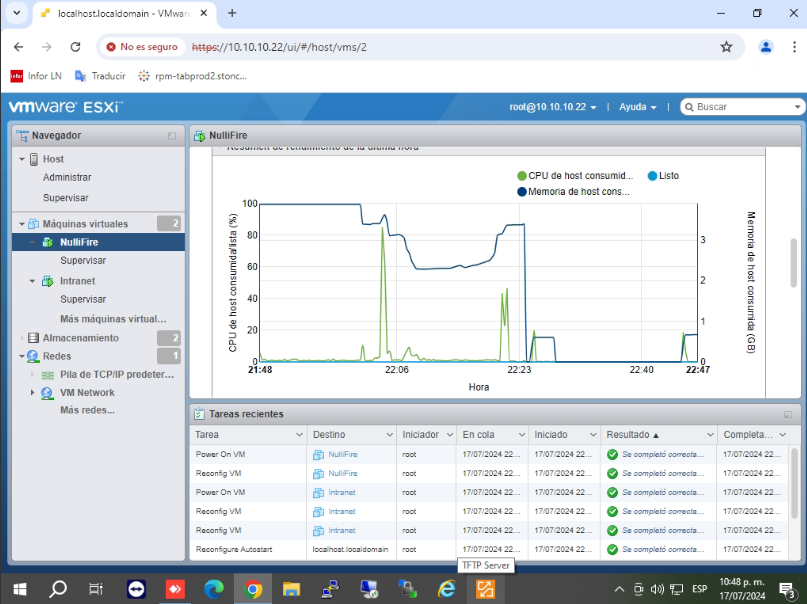 localhost.localdomain - VMware
No es seguro
https://10.10.10.22/ui/#/host/vms/2
infor
Infor LN
Traducir
rpm-tabprod2.stonc...
vmware ESXi™
root@10.10.10.22
Ayuda
Buscar
Navegador
Host
Administrar
Supervisar
Máquinas virtuales 2
NulliFire
Supervisar
Intranet
Supervisar
Más máquinas virtual...
Almacenamiento 2
Redes 1
Pila de TCP/IP predeter...
VM Network
Más redes...
NulliFire
Resumen de rendimiento de la última hora
CPU de host consumid...
Listo
Memoria de host cons...
CPU de host consumida/lista (%)
100
80
60
40
20
0
Memoria de host consumida (GB)
3
2
1
0
21:48 22:06 22:23 22:40 22:47
Hora
Tareas recientes
Tarea Destino Iniciador En cola Iniciado Resultado ▲ Completa...
Power On VM NulliFire root 17/07/2024 22... 17/07/2024 22... Se completó correcta... 17/07/2024 22...
Reconfig VM NulliFire root 17/07/2024 22... 17/07/2024 22... Se completó correcta... 17/07/2024 22...
Power On VM Intranet root 17/07/2024 22... 17/07/2024 22... Se completó correcta... 17/07/2024 22...
Reconfig VM Intranet root 17/07/2024 22... 17/07/2024 22... Se completó correcta... 17/07/2024 22...
Reconfig VM Intranet root 17/07/2024 22... 17/07/2024 22... Se completó correcta... 17/07/2024 22...
Reconfigure Autostart localhost.localdomain root 17/07/2024 22... 17/07/2024 22... Se completó correcta... 17/07/2024 22...
TFTP Server
ESP
10:48 p. m.
17/07/2024
3